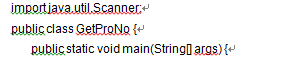 import java.util.Scanner;
public class GetProNo {
public static void main(String[] args) {